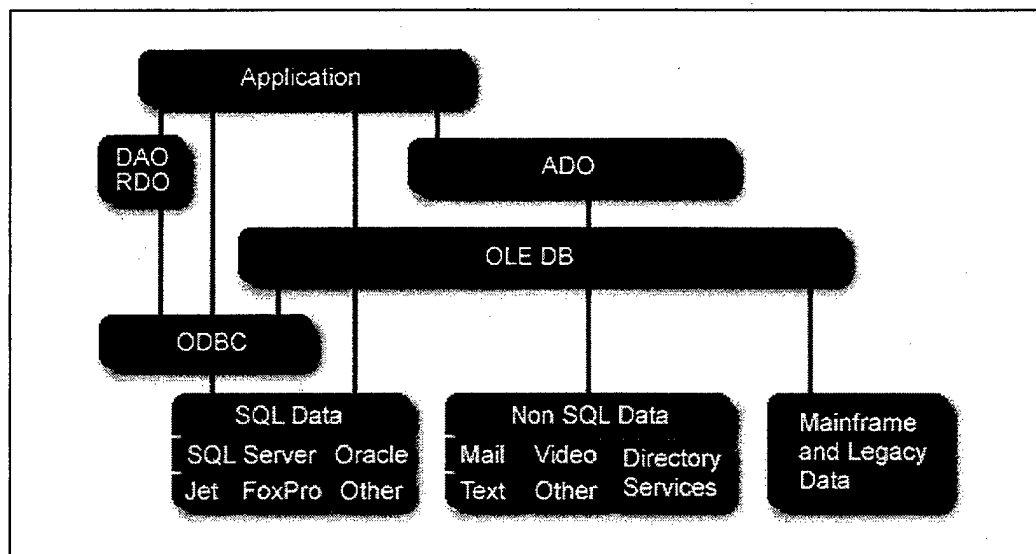 Application
DAO
RDO
ADO
OLE DB
ODBC
SQL Data
SQL Server Oracle
Jet FoxPro Other
Non SQL Data
Mail Video Directory
Text Other Services
Mainframe
and Legacy
Data